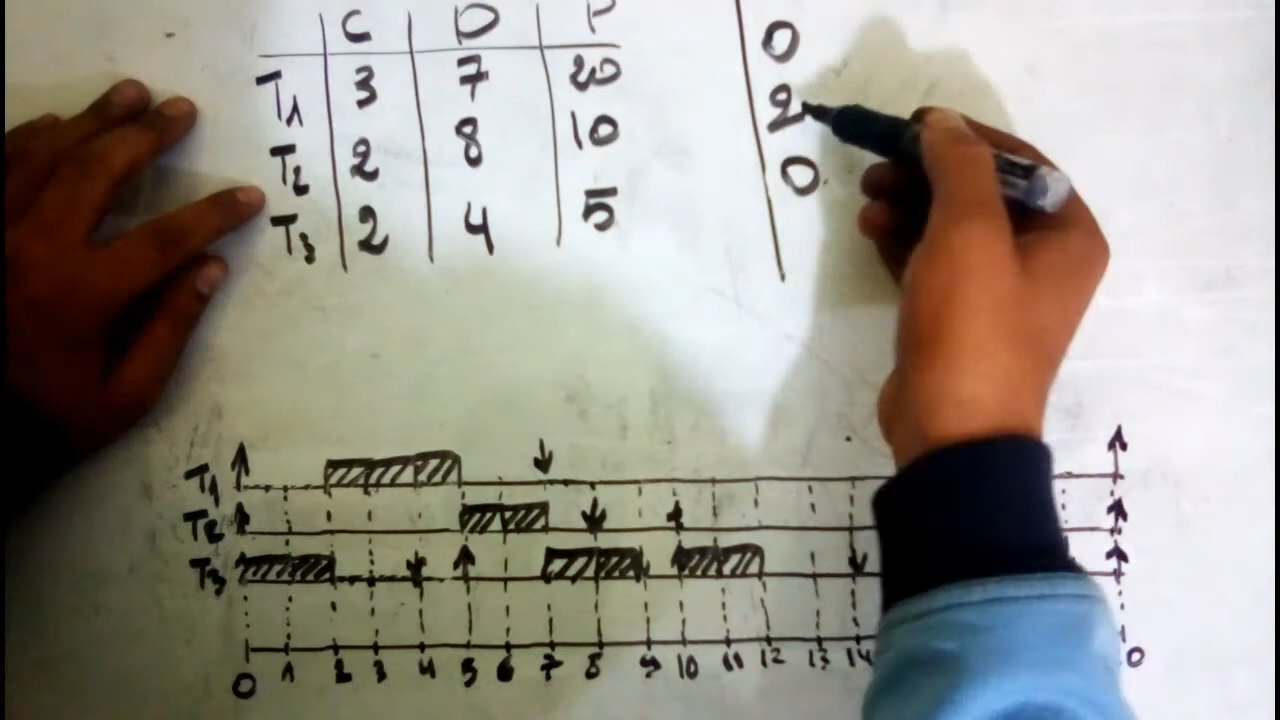 C D P
T1 3 7 20 0
T2 2 8 10 2
T3 2 4 5 0
T1
T2
T3
0 1 2 3 4 5 6 7 8 9 10 11 12 13 14 0